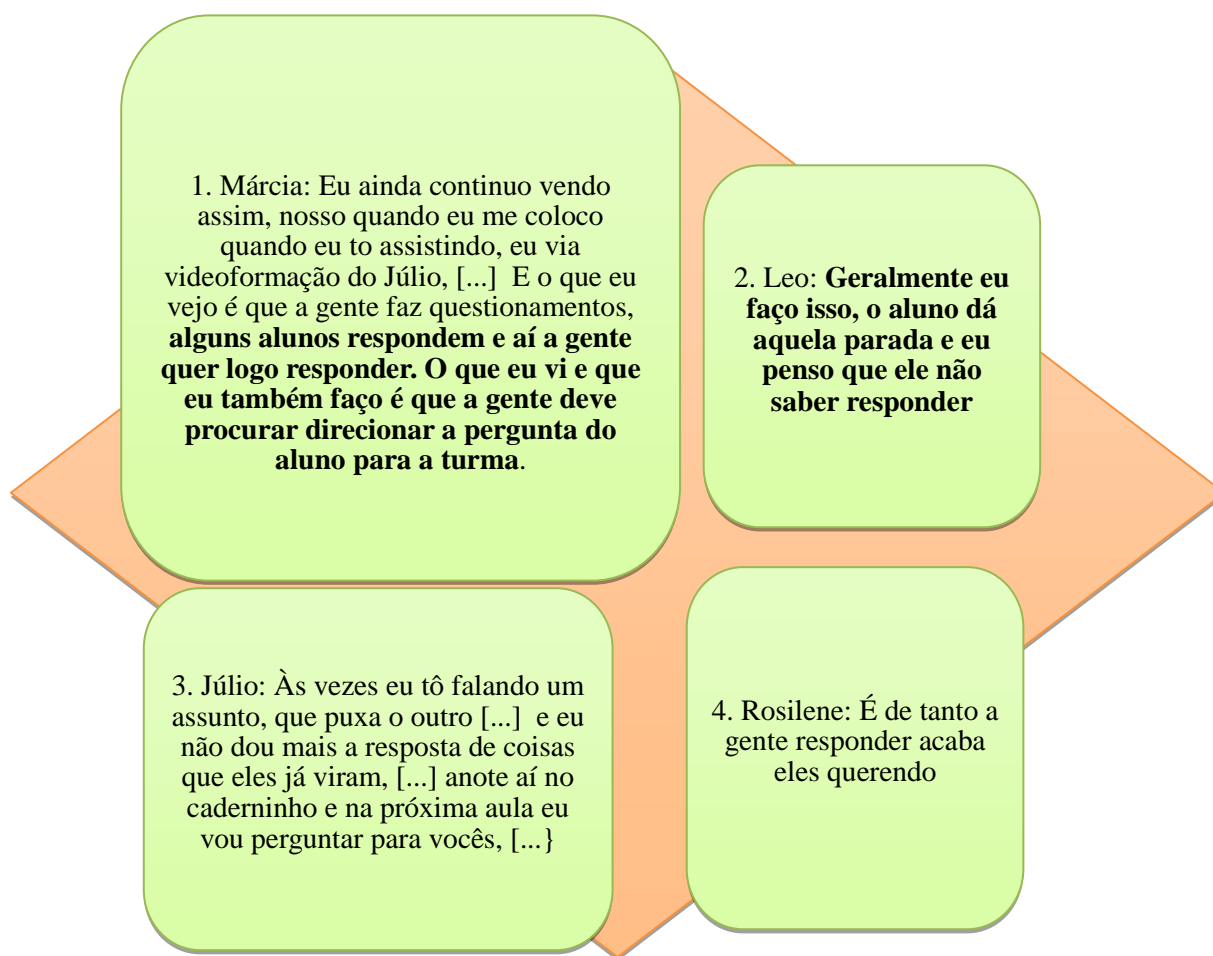 1. Márcia: Eu ainda continuo vendo
assim, nosso quando eu me coloco
quando eu to assistindo, eu via
videoformação do Júlio, [...]  E o que eu
vejo é que a gente faz questionamentos,
alguns alunos respondem e aí a gente
quer logo responder. O que eu vi e que
eu também faço é que a gente deve
procurar direcionar a pergunta do
aluno para a turma.
2. Leo: Geralmente eu
faço isso, o aluno dá
aquela parada e eu
penso que ele não
saber responder
3. Júlio: Às vezes eu tô falando um
assunto, que puxa o outro [...]  e eu
não dou mais a resposta de coisas
que eles já viram, [...] anote aí no
caderninho e na próxima aula eu
vou perguntar para vocês, [...}
4. Rosilene: É de tanto a
gente responder acaba
eles querendo